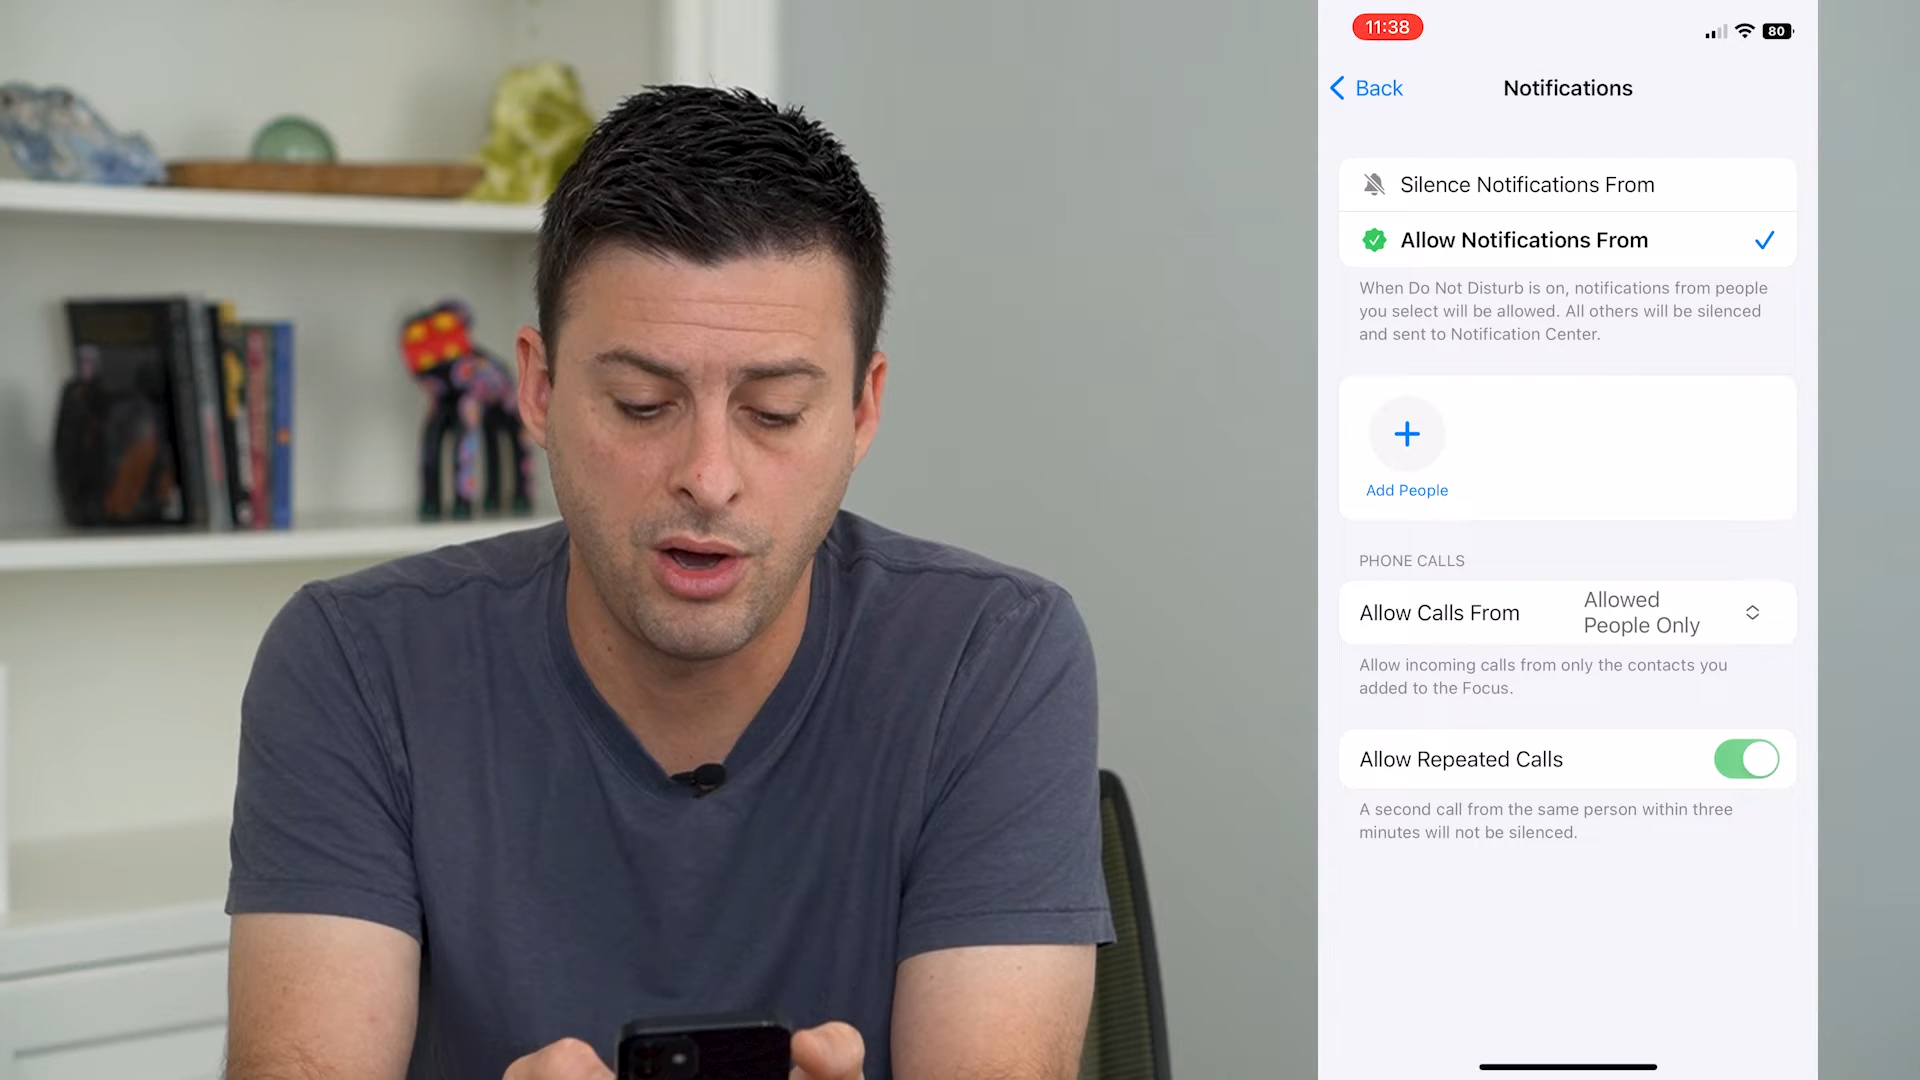 11:38
80
Back
Notifications
Silence Notifications From
Allow Notifications From
When Do Not Disturb is on, notifications from people
you select will be allowed. All others will be silenced
and sent to Notification Center.
Add People
PHONE CALLS
Allow Calls From
Allowed
People Only
Allow incoming calls from only the contacts you
added to the Focus.
Allow Repeated Calls
A second call from the same person within three
minutes will not be silenced.